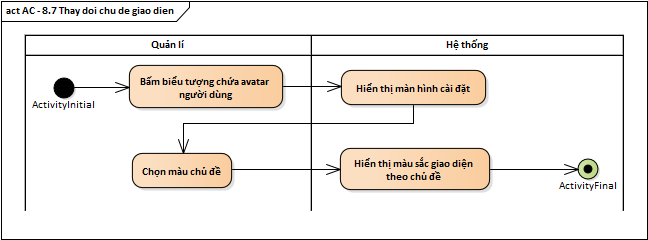 act AC - 8.7 Thay doi chu de giao dien
Quản lí
Hệ thống
ActivityInitial
Bấm biểu tượng chứa avatar
người dùng
Hiển thị màn hình cài đặt
Chọn màu chủ đề
Hiển thị màu sắc giao diện
theo chủ đề
ActivityFinal